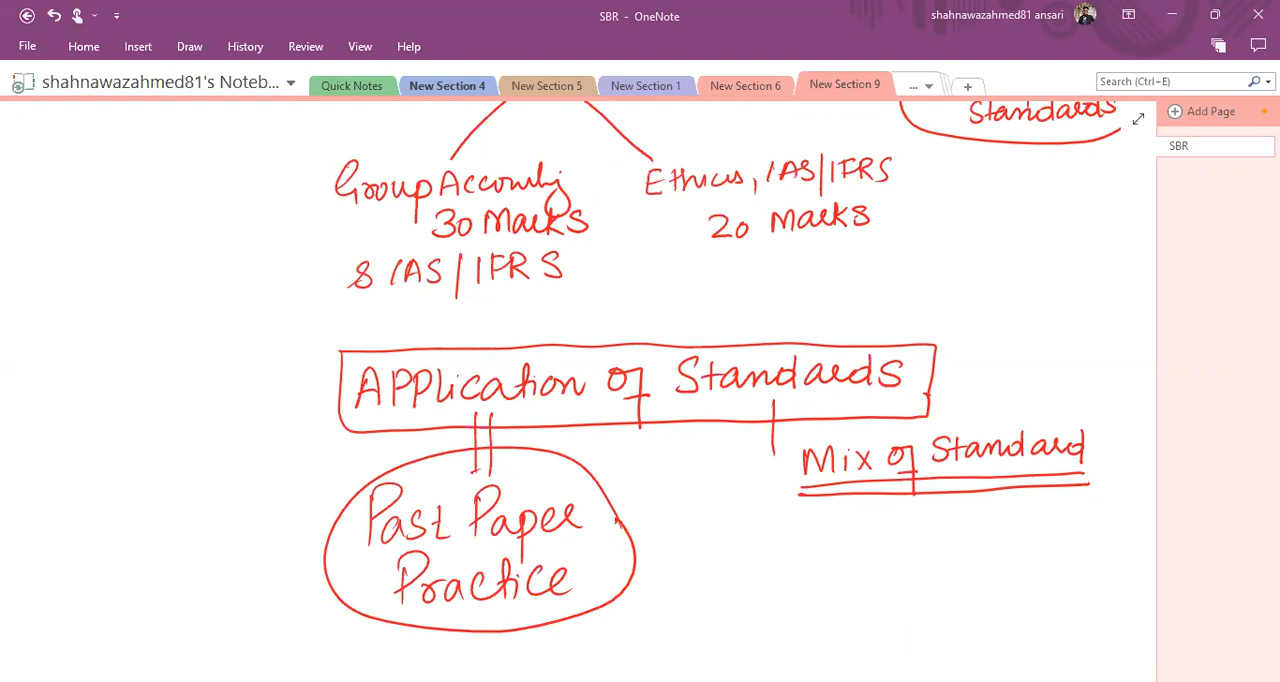 SBR - OneNote
shahnawazahmed81 ansari
File Home Insert Draw History Review View Help
shahnawazahmed81's Noteb...
Quick Notes New Section 4 New Section 5 New Section 1 New Section 6 New Section 9 ...
Search (Ctrl+E)
Add Page
SBR
Standards
Group Accounting
30 Marks
& IAS/IFRS
Ethics, IAS/IFRS
20 Marks
Application of Standards
Mix of Standard
Past Paper
Practice